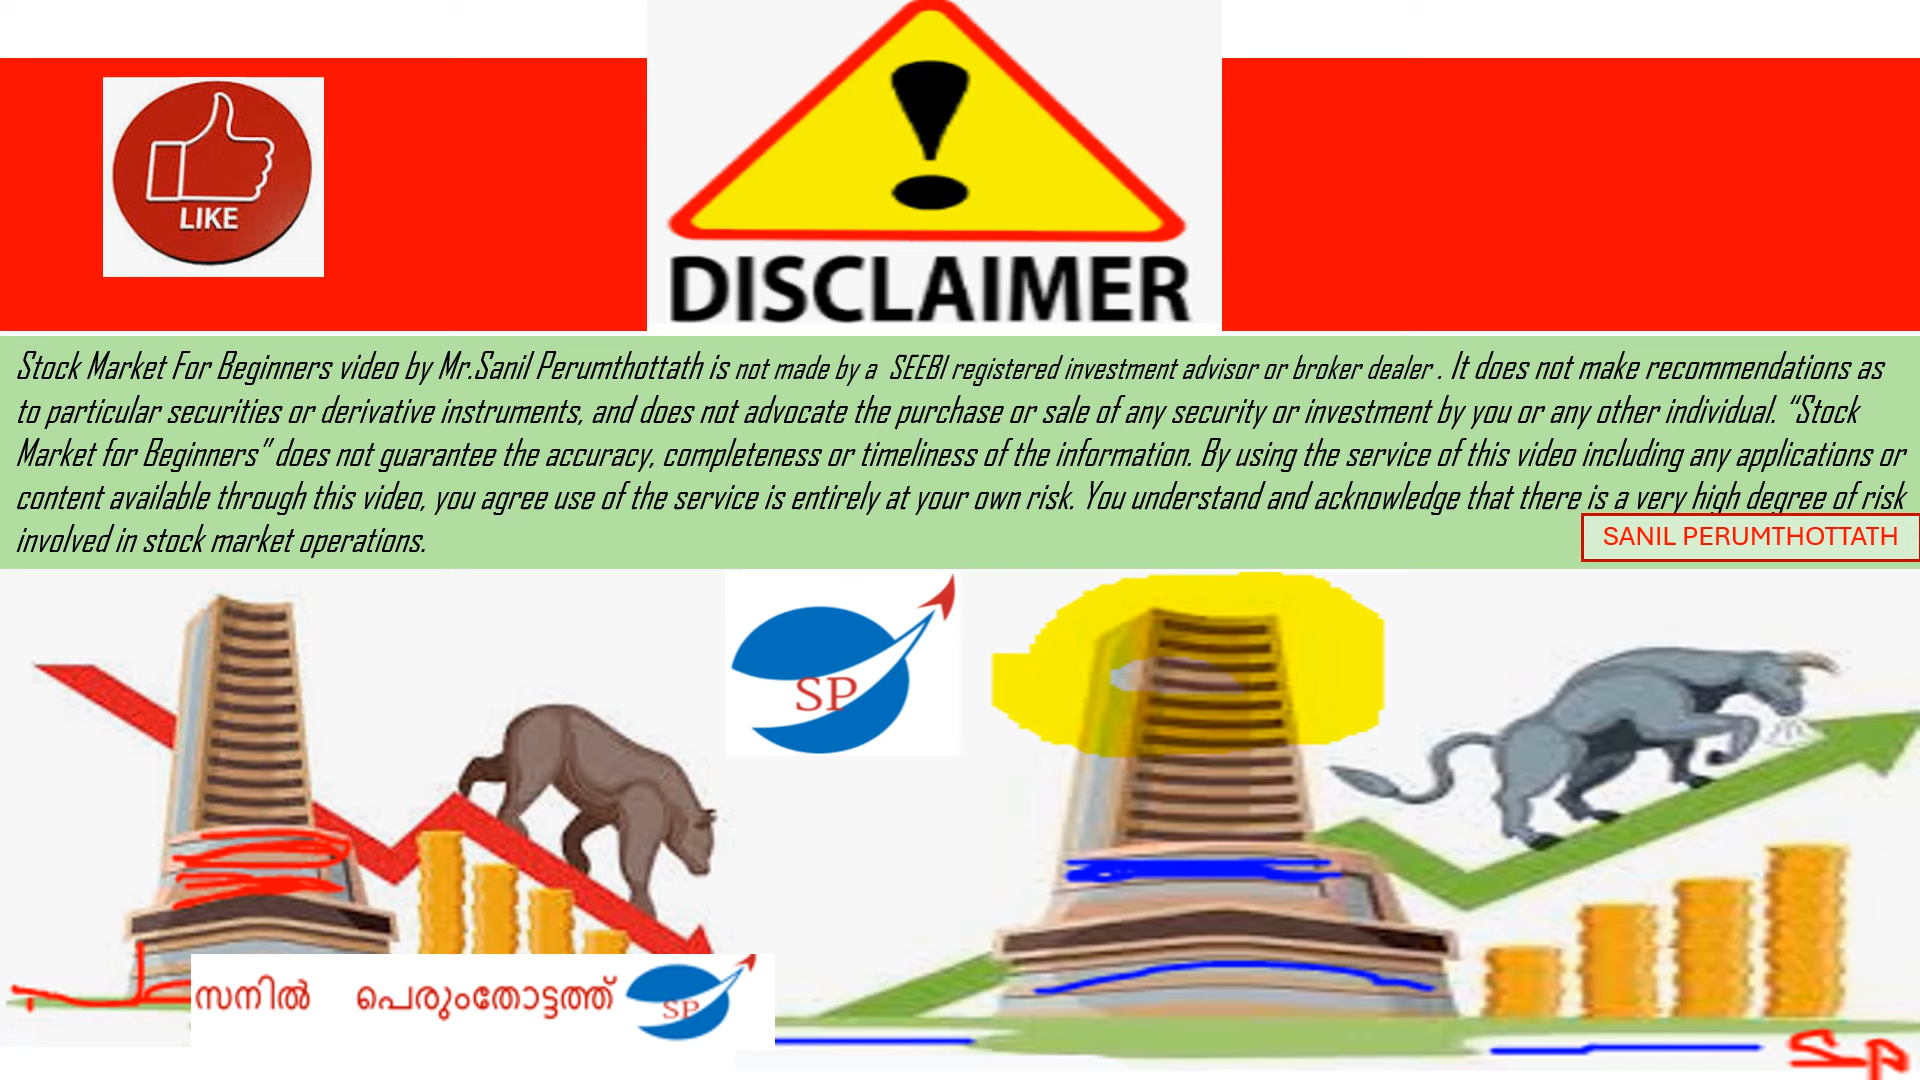 LIKE
DISCLAIMER
Stock Market For Beginners video by Mr.Sanil Perumthottath is not made by a SEEBI registered investment advisor or broker dealer . It does not make recommendations as
to particular securities or derivative instruments, and does not advocate the purchase or sale of any security or investment by you or any other individual. “Stock
Market for Beginners” does not guarantee the accuracy, completeness or timeliness of the information. By using the service of this video including any applications or
content available through this video, you agree use of the service is entirely at your own risk. You understand and acknowledge that there is a very high degree of risk
involved in stock market operations.
SANIL PERUMTHOTTATH
SP
സനിൽ പെരുംതോട്ടത്ത്
SP
SP